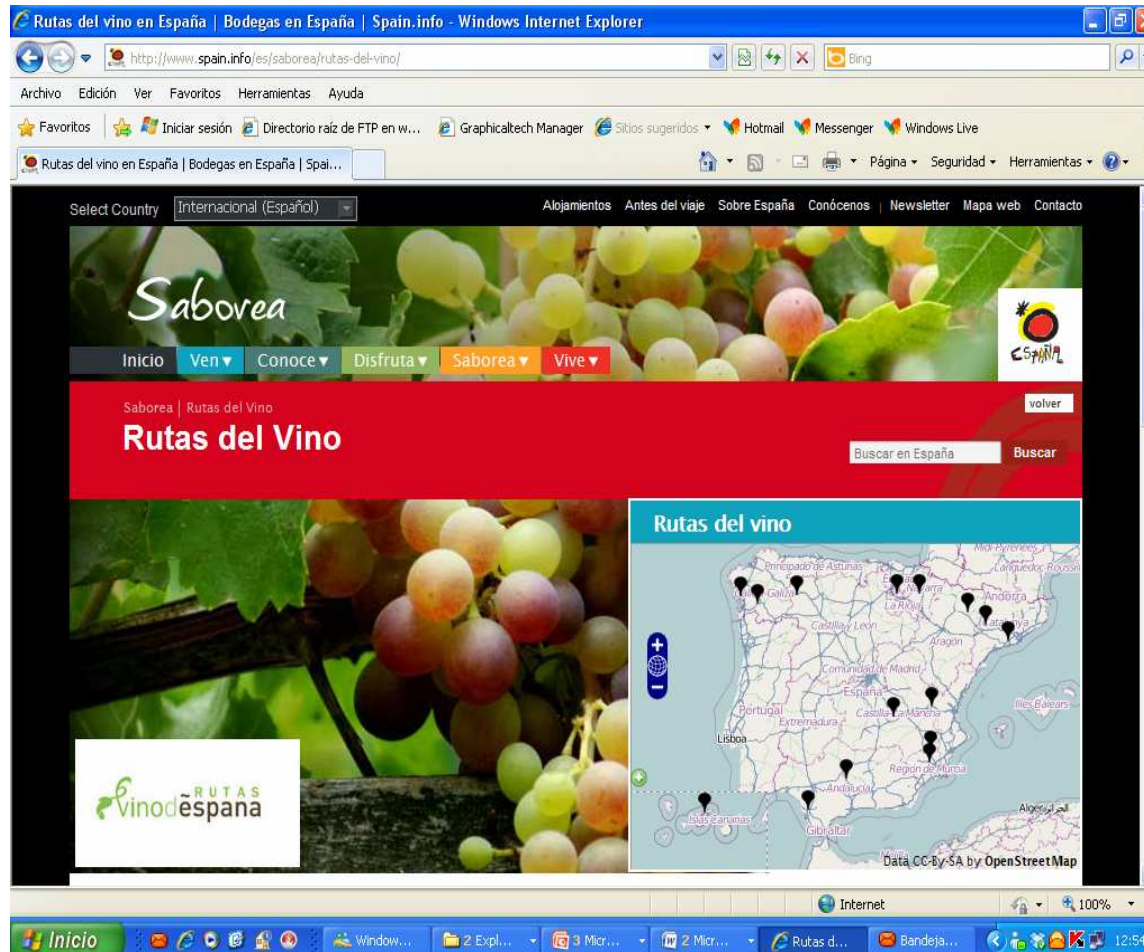 Rutas del vino en España | Bodegas en España | Spain.info - Windows Internet Explorer
http://www.spain.info/es/saborea/rutas-del-vino/
Bing
Archivo Edición Ver Favoritos Herramientas Ayuda
Favoritos Iniciar sesión Directorio raíz de FTP en w... Graphicaltech Manager Sitios sugeridos Hotmail Messenger Windows Live
Rutas del vino en España | Bodegas en España | Spai... Página Seguridad Herramientas
Select Country Internacional (Español) Alojamientos Antes del viaje Sobre España Conócenos | Newsletter Mapa web Contacto
Saborea
ESPAÑA
Inicio Ven Conoce Disfruta Saborea Vive
Saborea | Rutas del Vino volver
Rutas del Vino
Buscar en España Buscar
Rutas del vino
Midi-Pyrénées
Principado de Asturias Languedoc-Roussil
Galiza Andorra
La Rioja
Castilla y León Aragón
Comunidad de Madrid
España
Portugal Castilla-La Mancha Illes Balears
Extremadura
Lisboa
Región de Murcia
Andalucía
Islas Canarias Alger
Gibraltar
Data CC-By-SA by OpenStreetMap
RUTAS
vinodespaña
Internet 100%
Inicio Window... 2 Expl... 3 Micr... 2 Micr... Rutas d... Bandeja...